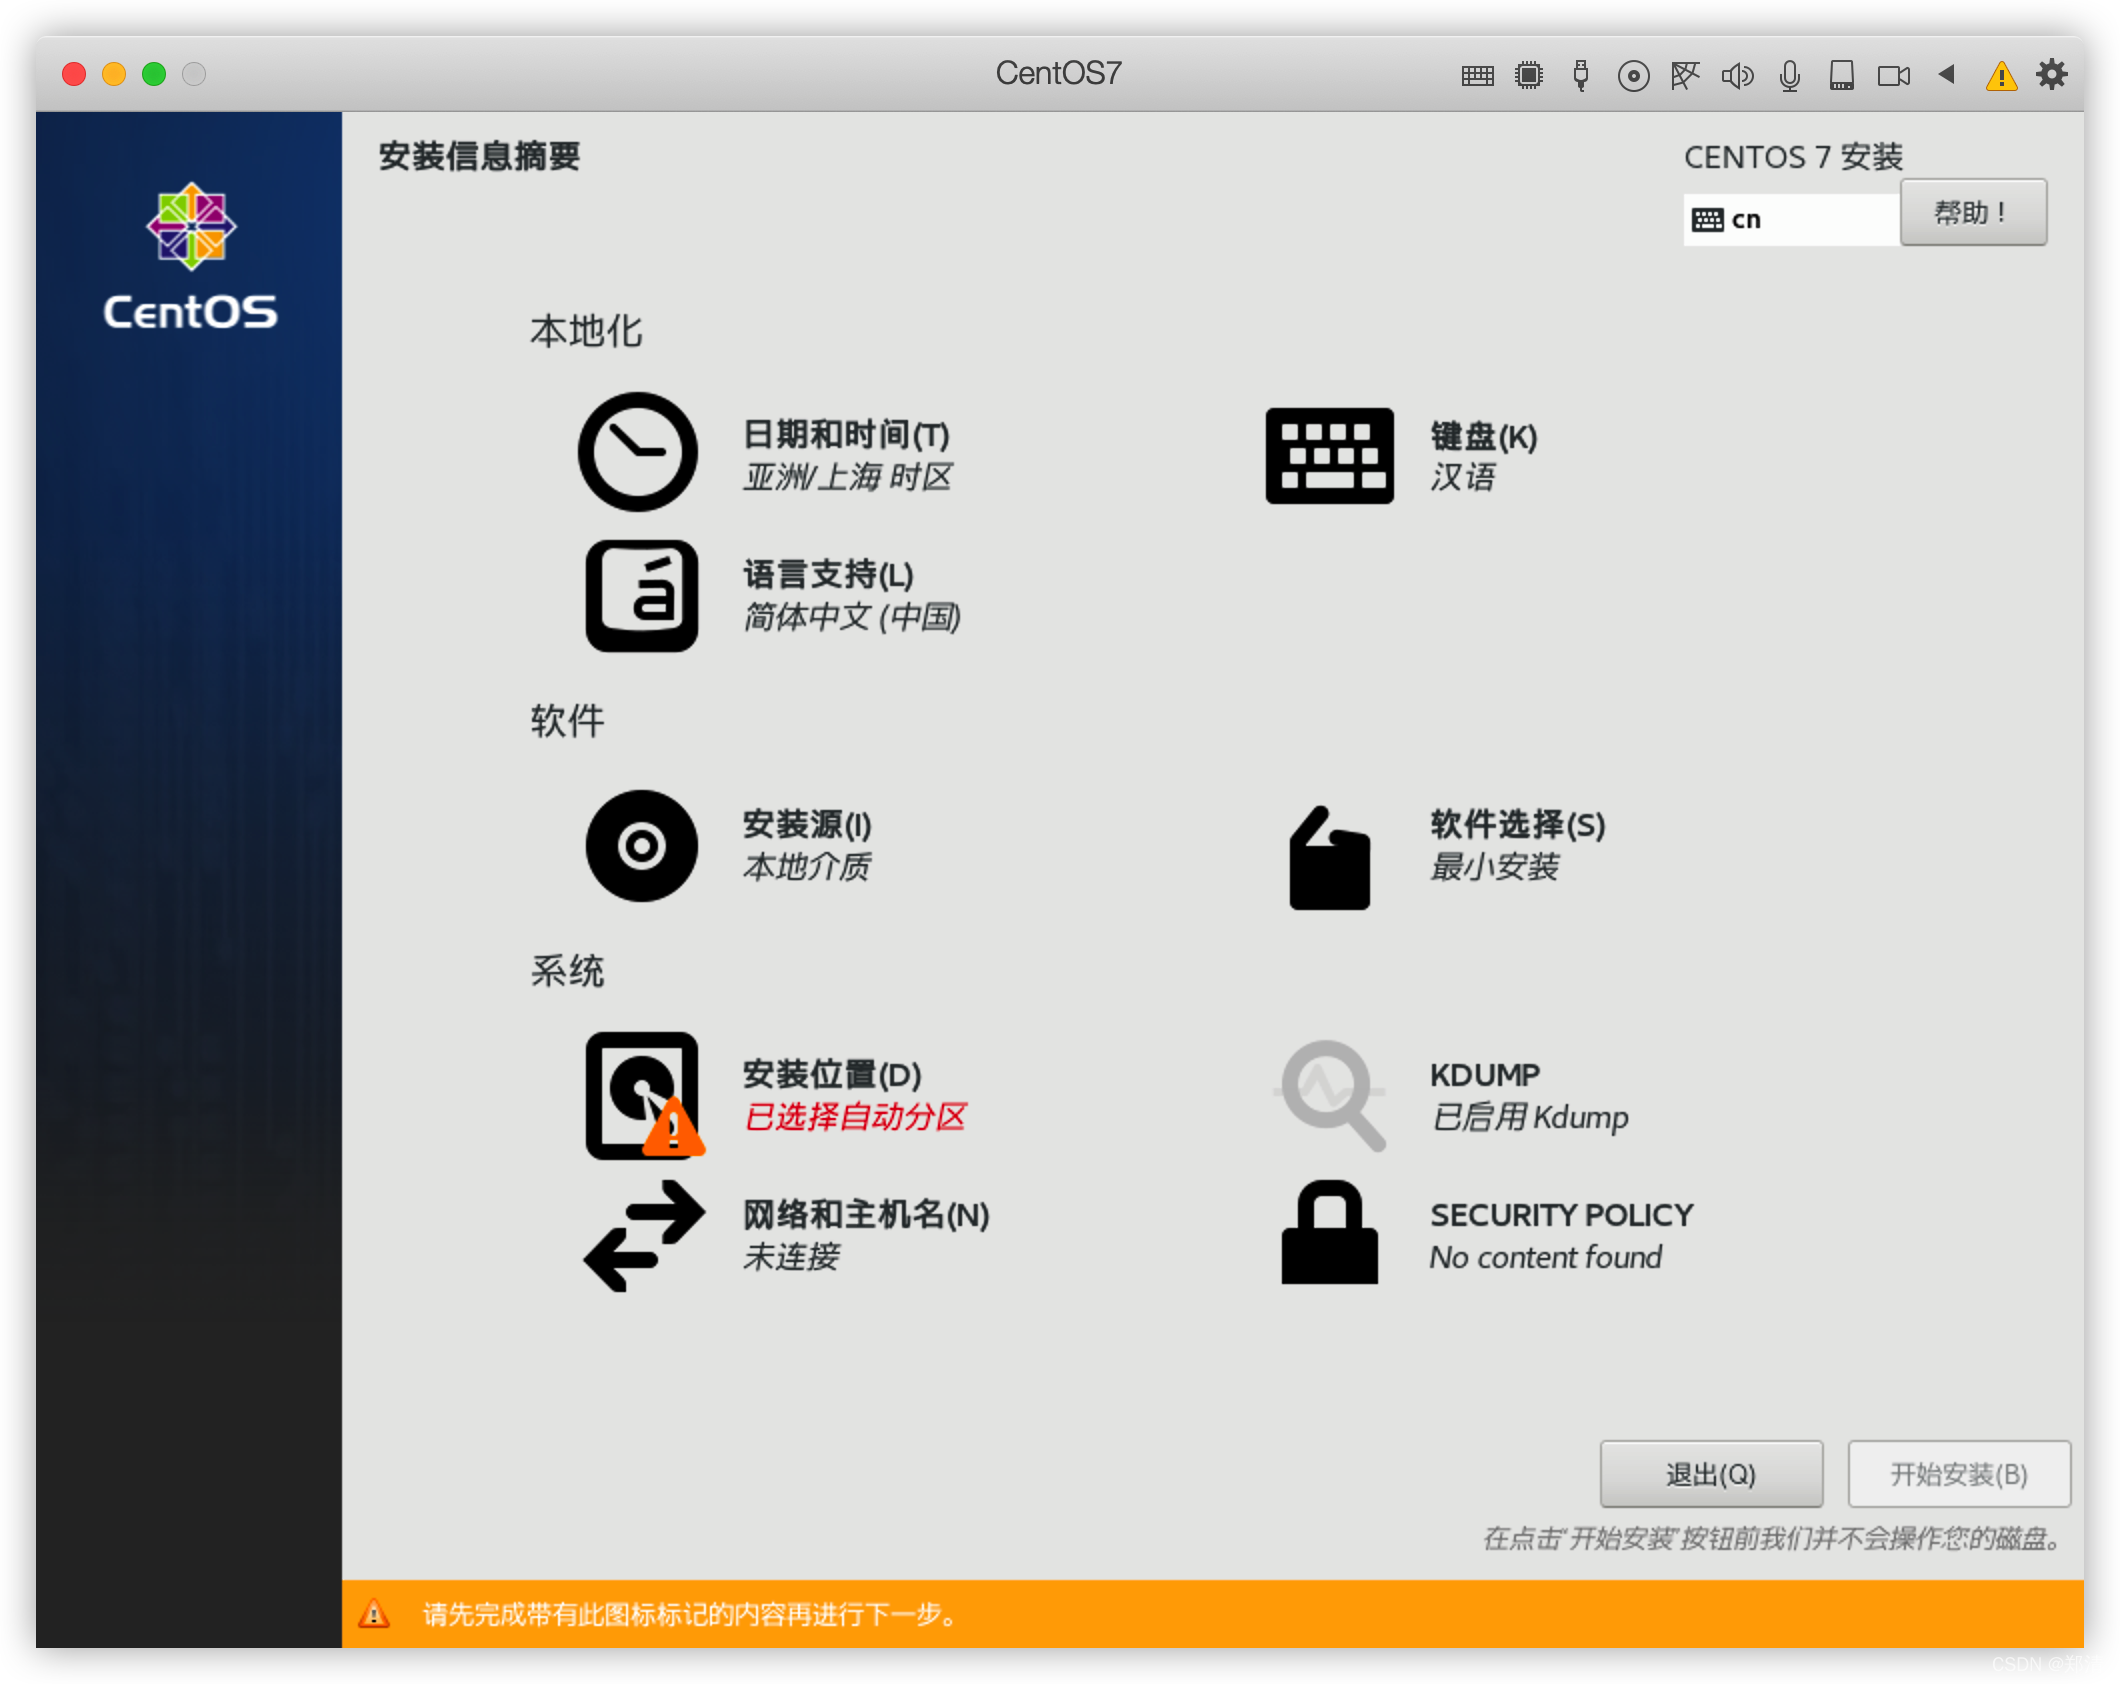 CentOS7
安装信息摘要
CENTOS 7 安装
cn
帮助！
CentOS
本地化
日期和时间(T)
亚洲/上海 时区
键盘(K)
汉语
语言支持(L)
简体中文 (中国)
软件
安装源(I)
本地介质
软件选择(S)
最小安装
系统
安装位置(D)
已选择自动分区
KDUMP
已启用 Kdump
网络和主机名(N)
未连接
SECURITY POLICY
No content found
退出(Q)
开始安装(B)
在点击“开始安装”按钮前我们并不会操作您的磁盘。
请先完成带有此图标标记的内容再进行下一步。
CSDN